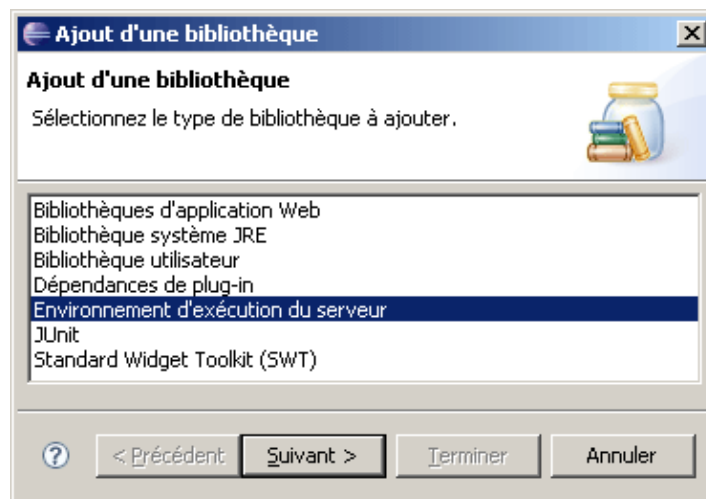 Ajout d'une bibliothèque
Ajout d'une bibliothèque
Sélectionnez le type de bibliothèque à ajouter.
Bibliothèques d'application Web
Bibliothèque système JRE
Bibliothèque utilisateur
Dépendances de plug-in
Environnement d'exécution du serveur
JUnit
Standard Widget Toolkit (SWT)
? < Précédent Suivant > Terminer Annuler